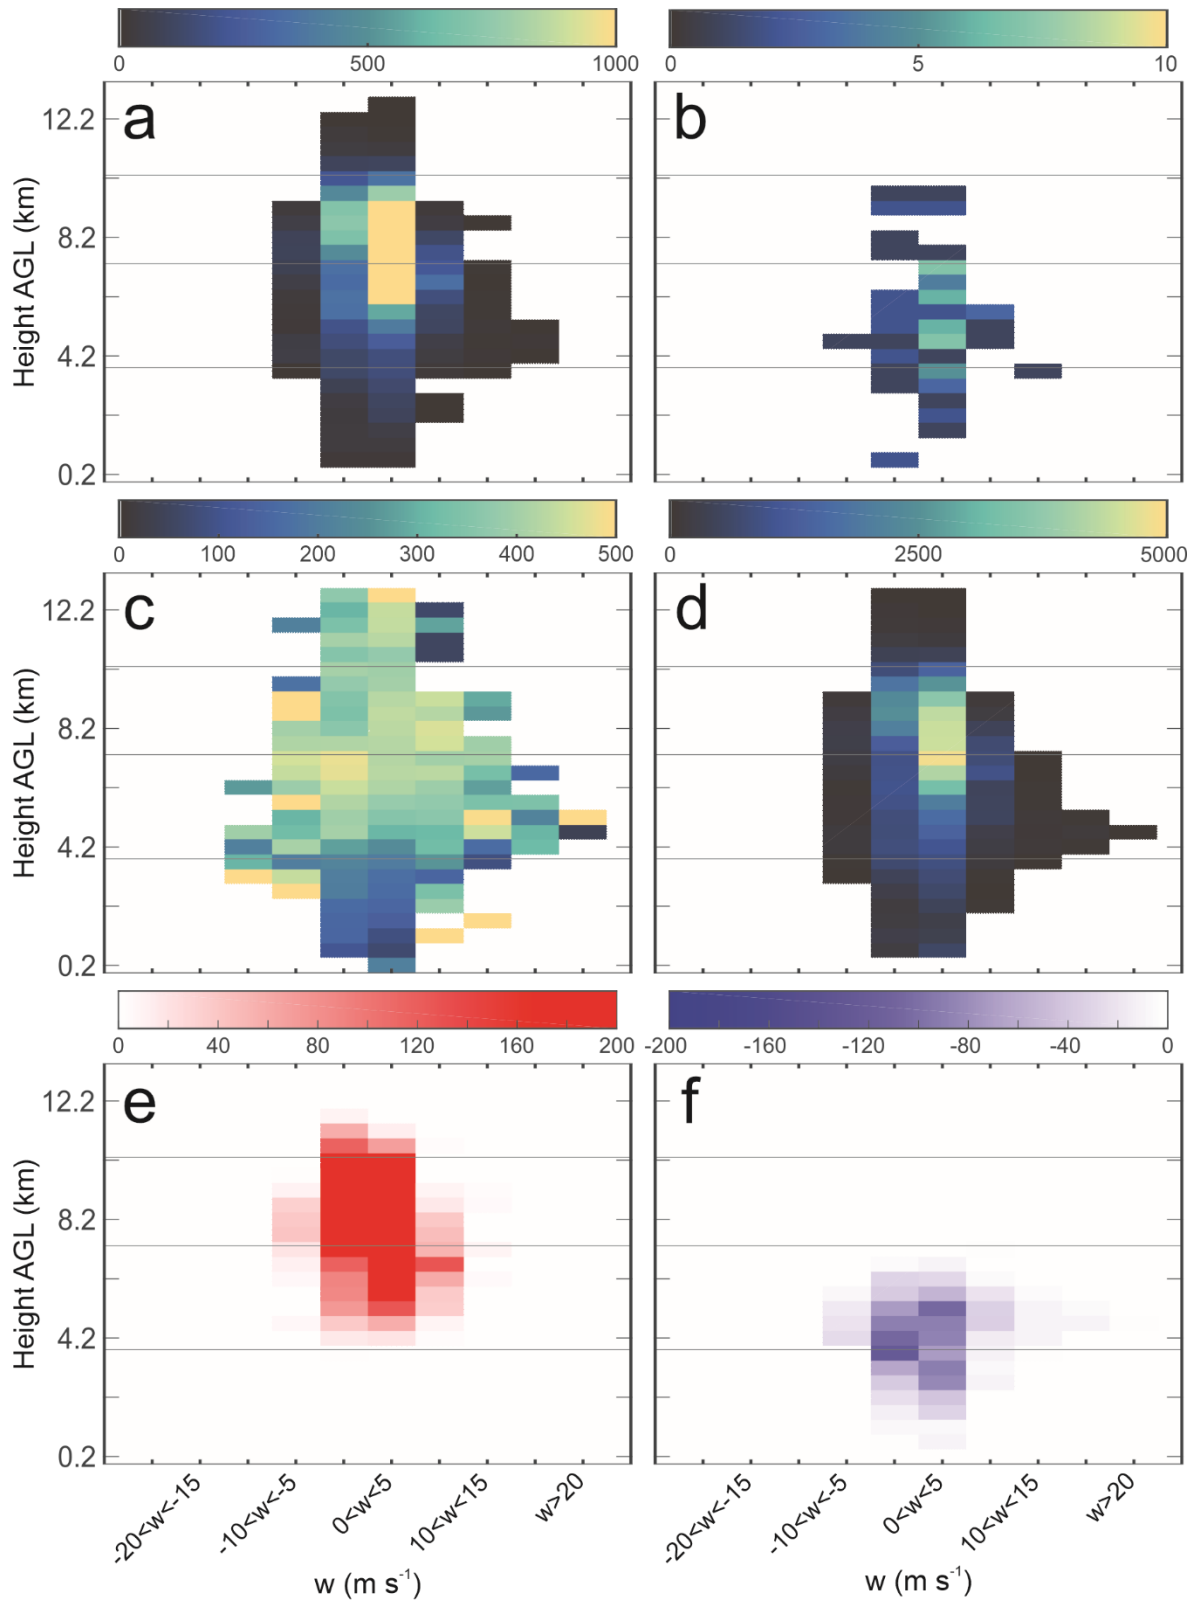 0 500 1000
0 5 10
a
b
Height AGL (km)
12.2
8.2
4.2
0.2
0 100 200 300 400 500
0 2500 5000
c
d
Height AGL (km)
12.2
8.2
4.2
0.2
0 40 80 120 160 200
-200 -160 -120 -80 -40 0
e
f
Height AGL (km)
12.2
8.2
4.2
0.2
-20<w<-15 -10<w<-5 0<w<5 10<w<15 w>20
-20<w<-15 -10<w<-5 0<w<5 10<w<15 w>20
w (m s⁻¹)
w (m s⁻¹)